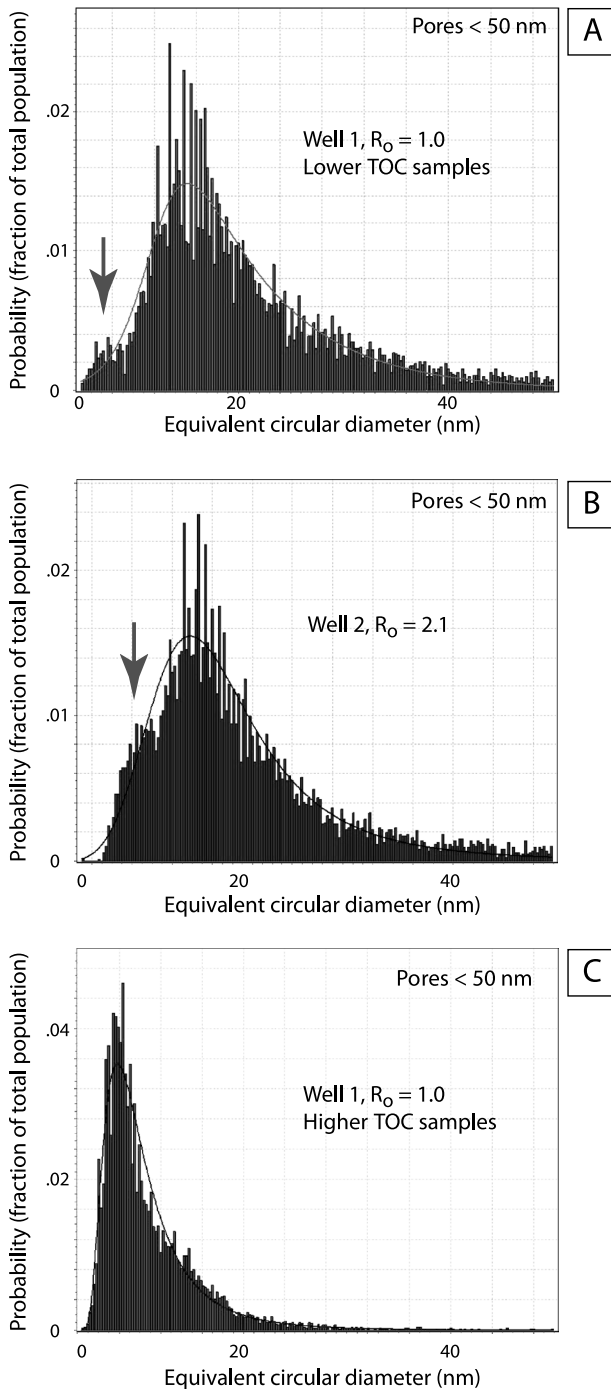 Pores < 50 nm
A
.02
Well 1, Ro = 1.0
Lower TOC samples
.01
0
20
40
Probability (fraction of total population)
Equivalent circular diameter (nm)
Pores < 50 nm
B
.02
Well 2, Ro = 2.1
.01
0
0
20
40
Probability (fraction of total population)
Equivalent circular diameter (nm)
Pores < 50 nm
C
.04
Well 1, Ro = 1.0
Higher TOC samples
.02
0
0
20
40
Probability (fraction of total population)
Equivalent circular diameter (nm)